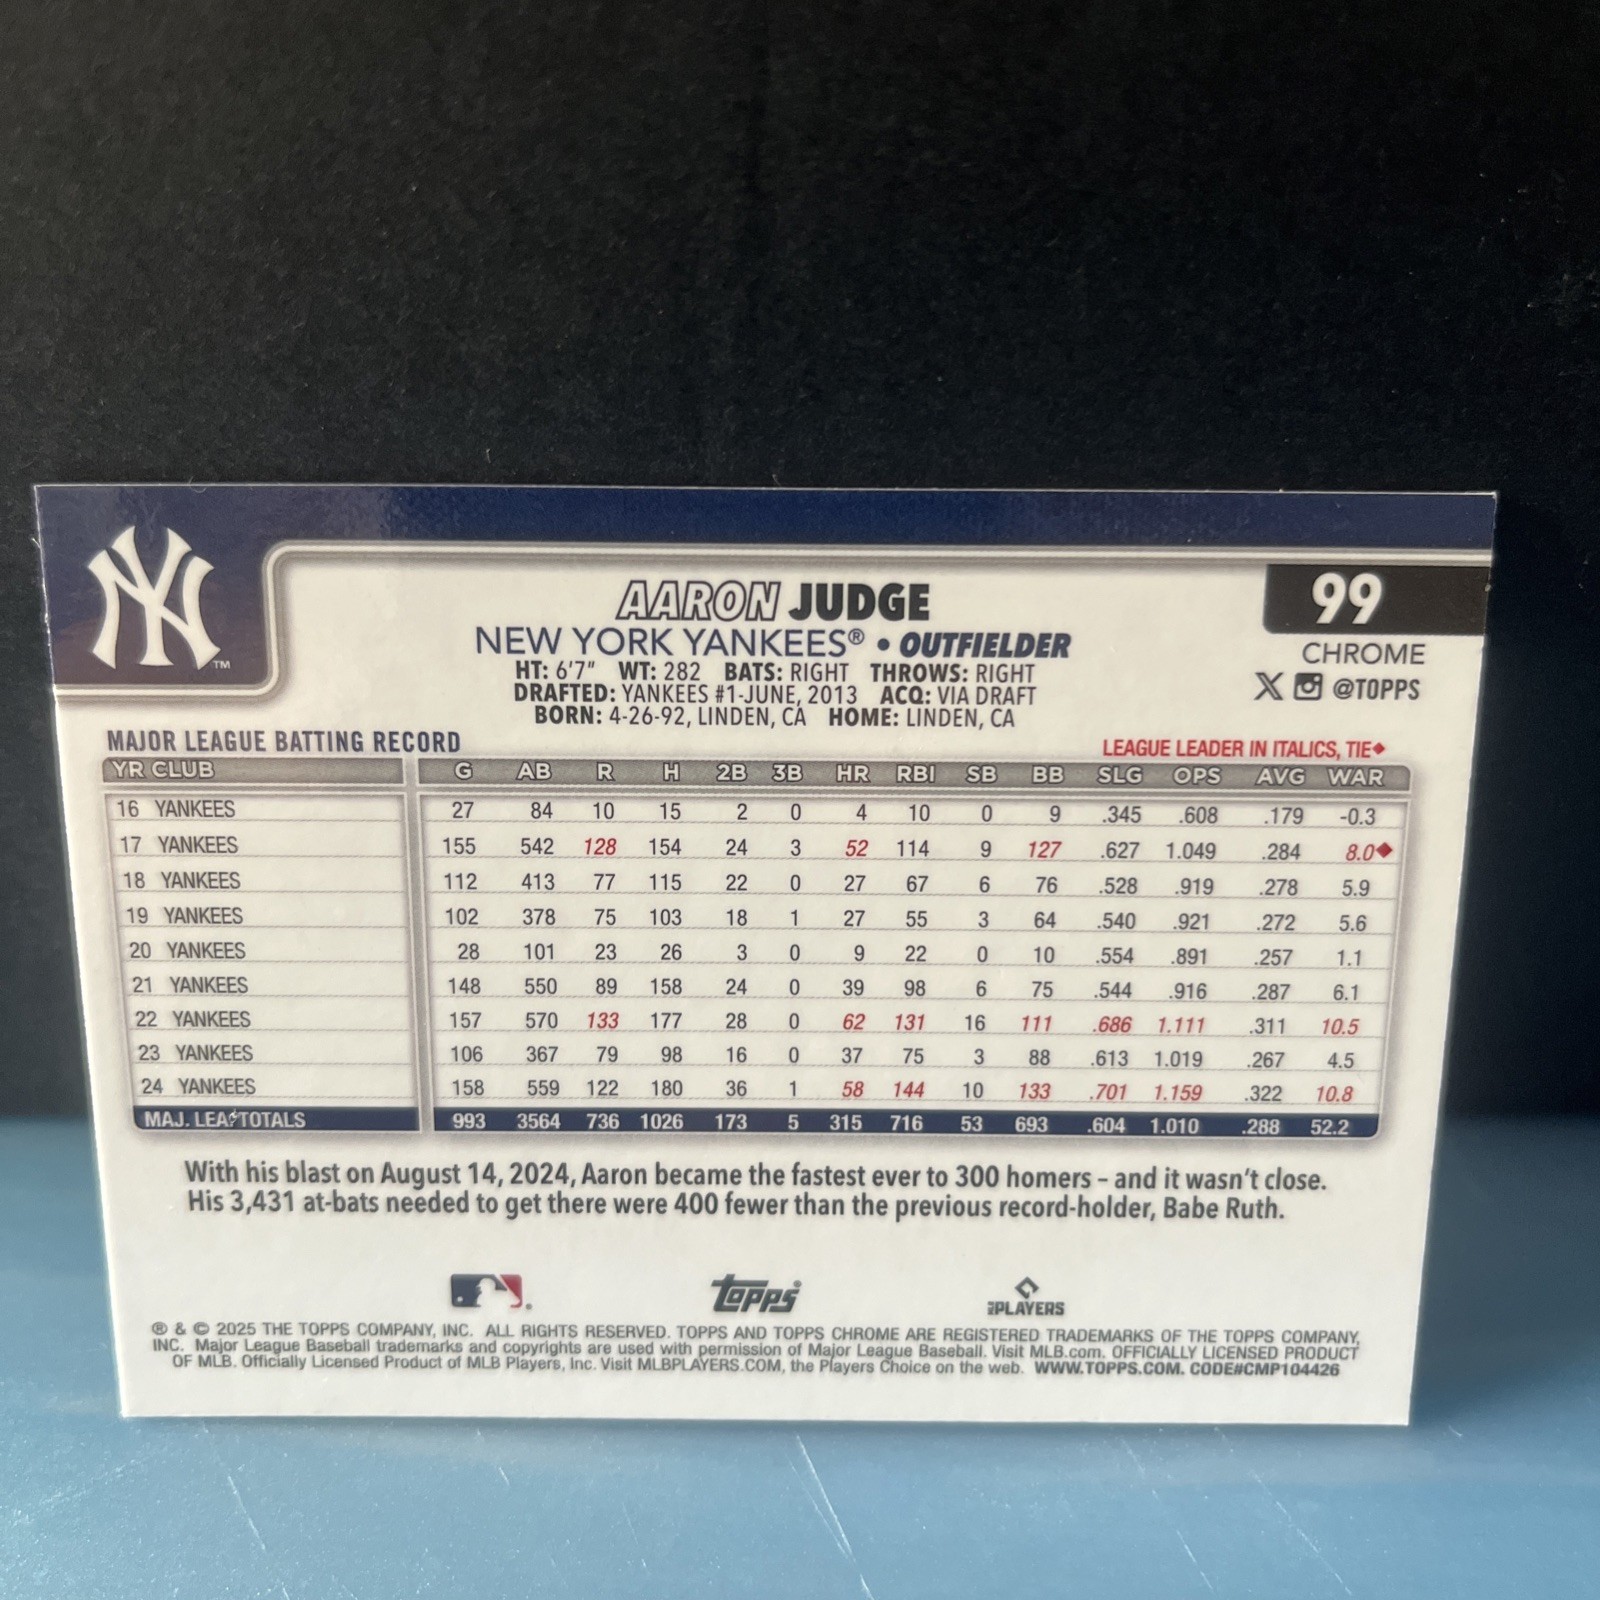 NY™
AARON JUDGE
99
NEW YORK YANKEES® • OUTFIELDER
CHROME
HT: 6'7" WT: 282 BATS: RIGHT THROWS: RIGHT
@TOPPS
DRAFTED: YANKEES #1-JUNE, 2013 ACQ: VIA DRAFT
BORN: 4-26-92, LINDEN, CA HOME: LINDEN, CA
MAJOR LEAGUE BATTING RECORD
LEAGUE LEADER IN ITALICS, TIE◆
YR CLUB G AB R H 2B 3B HR RBI SB BB SLG OPS AVG WAR
16 YANKEES 27 84 10 15 2 0 4 10 0 9 .345 .608 .179 -0.3
17 YANKEES 155 542 128 154 24 3 52 114 9 127 .627 1.049 .284 8.0◆
18 YANKEES 112 413 77 115 22 0 27 67 6 76 .528 .919 .278 5.9
19 YANKEES 102 378 75 103 18 1 27 55 3 64 .540 .921 .272 5.6
20 YANKEES 28 101 23 26 3 0 9 22 0 10 .554 .891 .257 1.1
21 YANKEES 148 550 89 158 24 0 39 98 6 75 .544 .916 .287 6.1
22 YANKEES 157 570 133 177 28 0 62 131 16 111 .686 1.111 .311 10.5
23 YANKEES 106 367 79 98 16 0 37 75 3 88 .613 1.019 .267 4.5
24 YANKEES 158 559 122 180 36 1 58 144 10 133 .701 1.159 .322 10.8
MAJ. LEA TOTALS 993 3564 736 1026 173 5 315 716 53 693 .604 1.010 .288 52.2
With his blast on August 14, 2024, Aaron became the fastest ever to 300 homers – and it wasn't close.
His 3,431 at-bats needed to get there were 400 fewer than the previous record-holder, Babe Ruth.
topps
PLAYERS
® & © 2025 THE TOPPS COMPANY, INC. ALL RIGHTS RESERVED. TOPPS AND TOPPS CHROME ARE REGISTERED TRADEMARKS OF THE TOPPS COMPANY,
INC. Major League Baseball trademarks and copyrights are used with permission of Major League Baseball. Visit MLB.com. OFFICIALLY LICENSED PRODUCT
OF MLB. Officially Licensed Product of MLB Players, Inc. Visit MLBPLAYERS.COM, the Players Choice on the web. WWW.TOPPS.COM. CODE#CMP104426